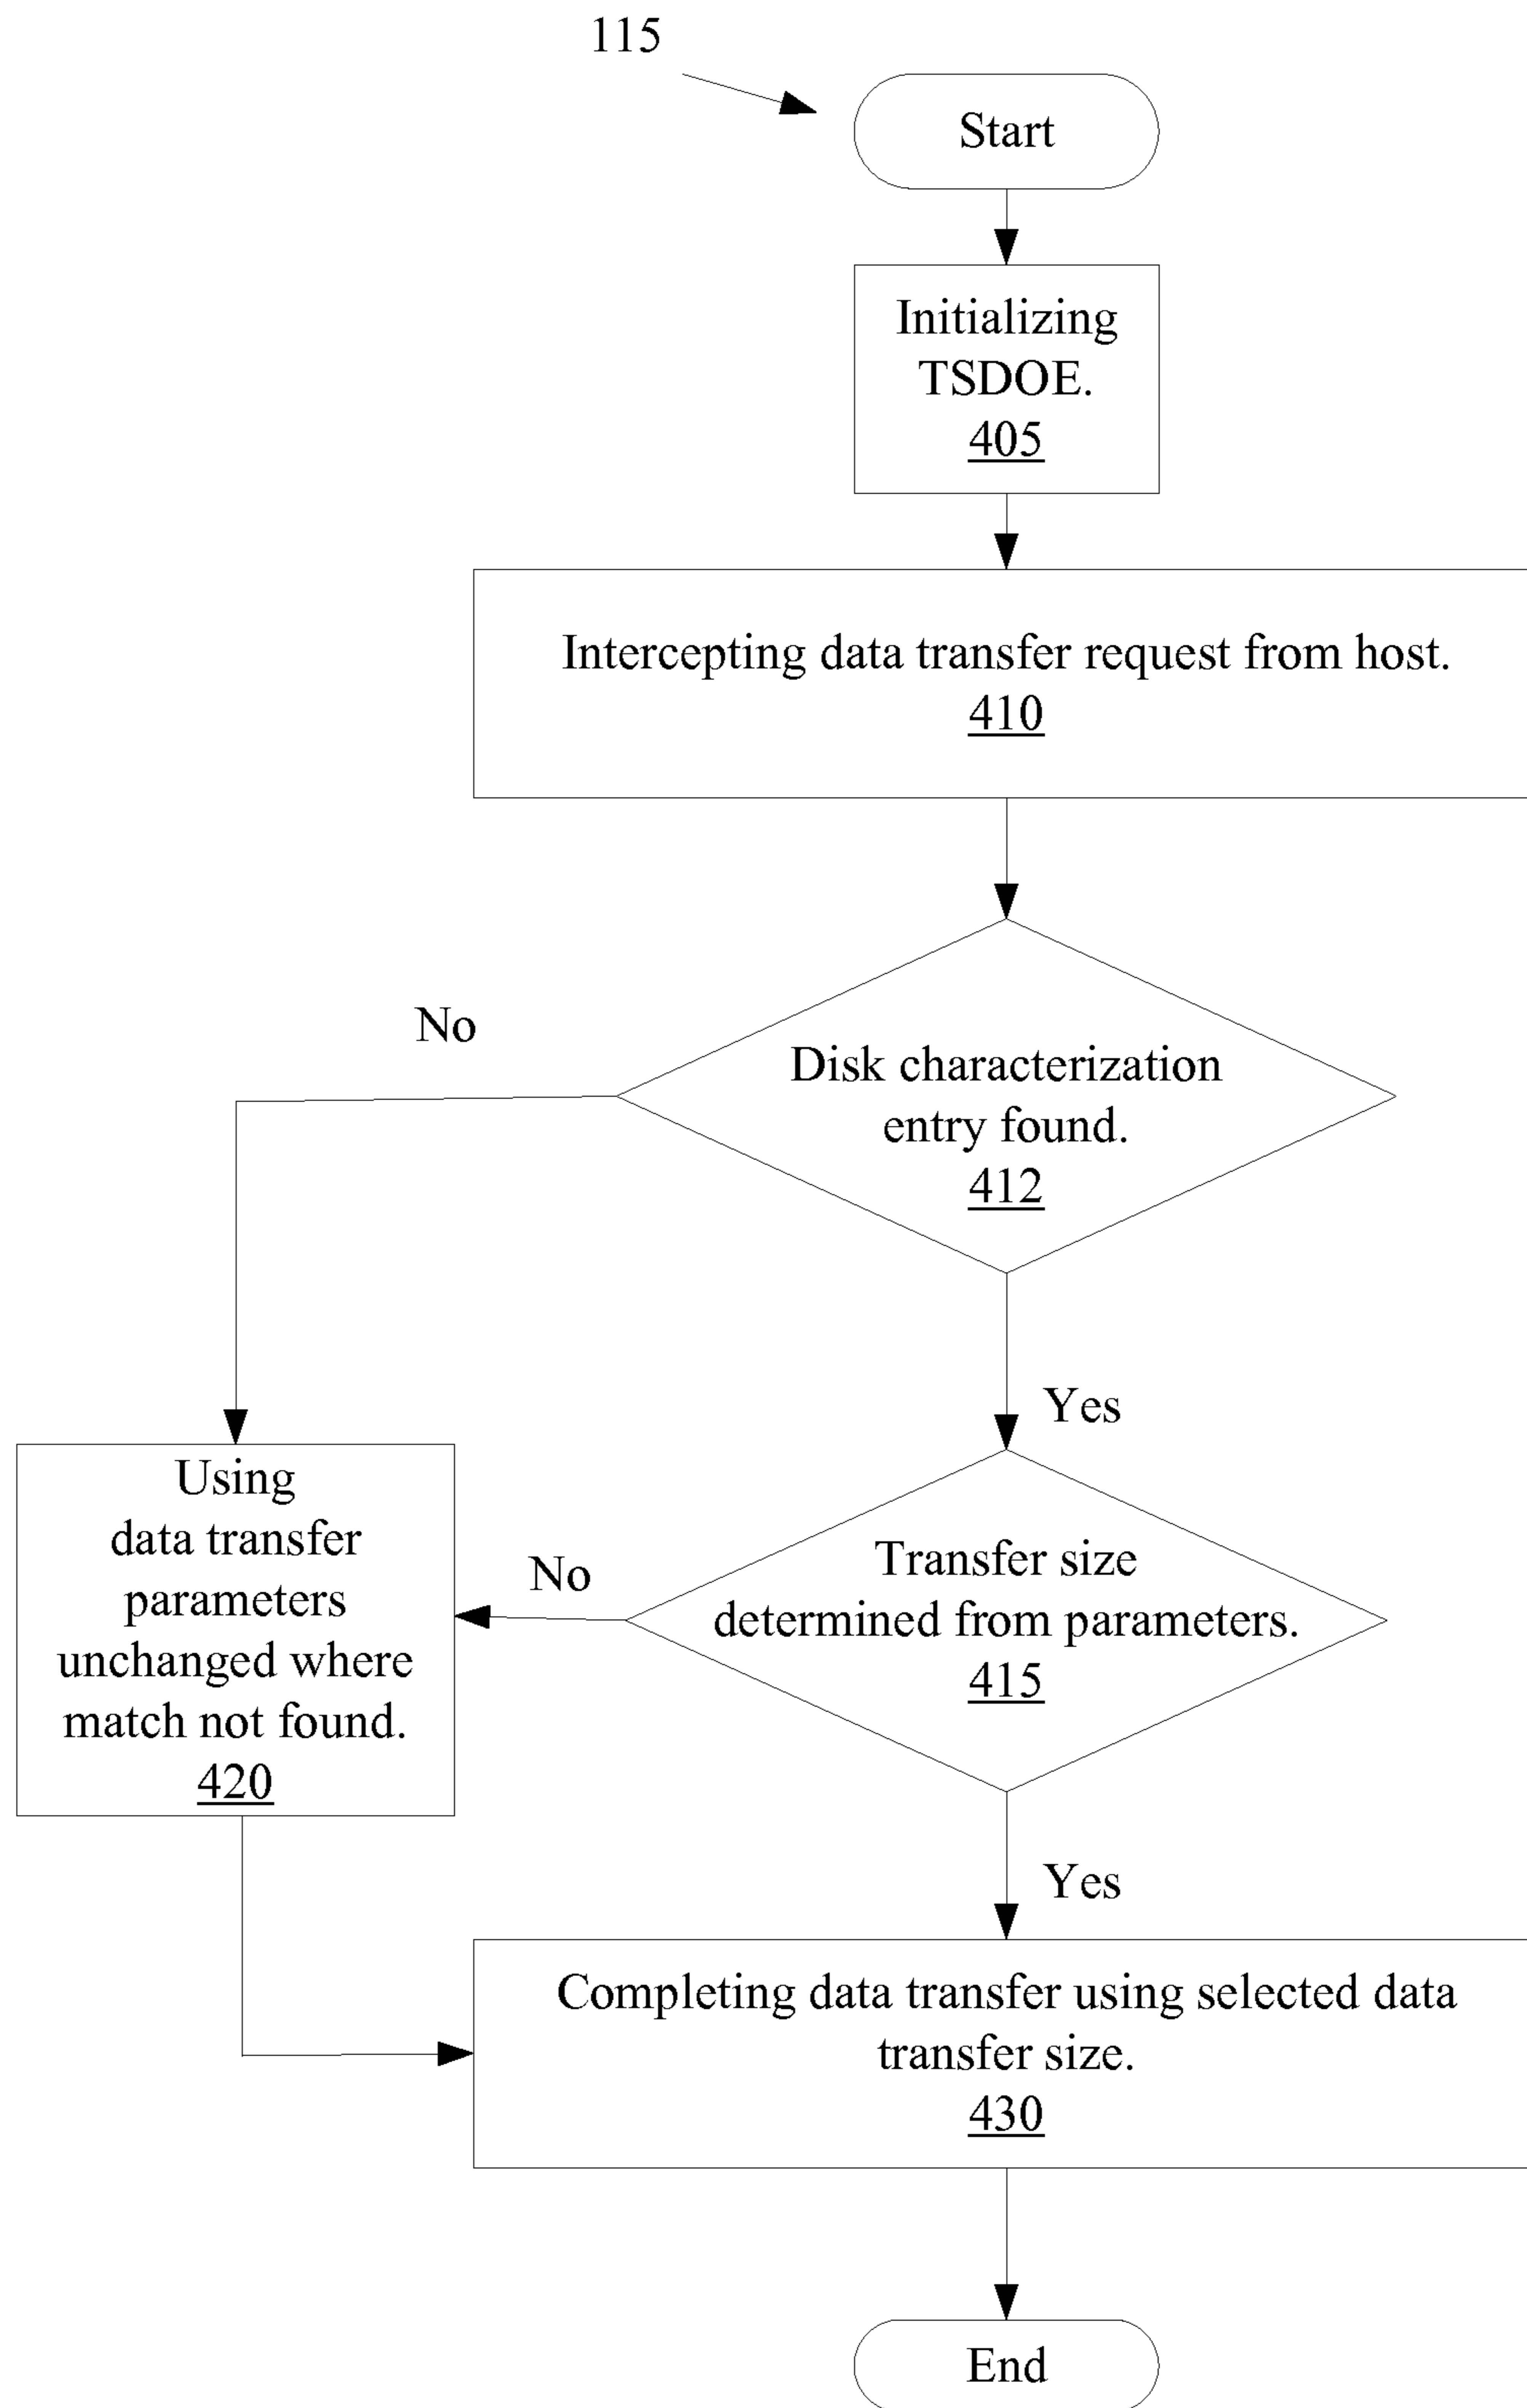 115
Start
Initializing
TSDOE.
405
Intercepting data transfer request from host.
410
No
Disk characterization
entry found.
412
Yes
Using
data transfer
parameters
unchanged where
match not found.
420
No
Transfer size
determined from parameters.
415
Yes
Completing data transfer using selected data
transfer size.
430
End